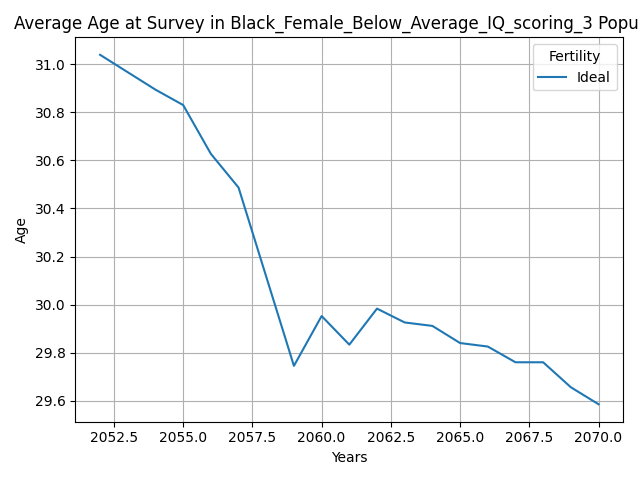 Average Age at Survey in Black_Female_Below_Average_IQ_scoring_3 Popu
Fertility
Ideal
31.0
30.8
30.6
30.4
30.2
30.0
29.8
29.6
Age
2052.5 2055.0 2057.5 2060.0 2062.5 2065.0 2067.5 2070.0
Years